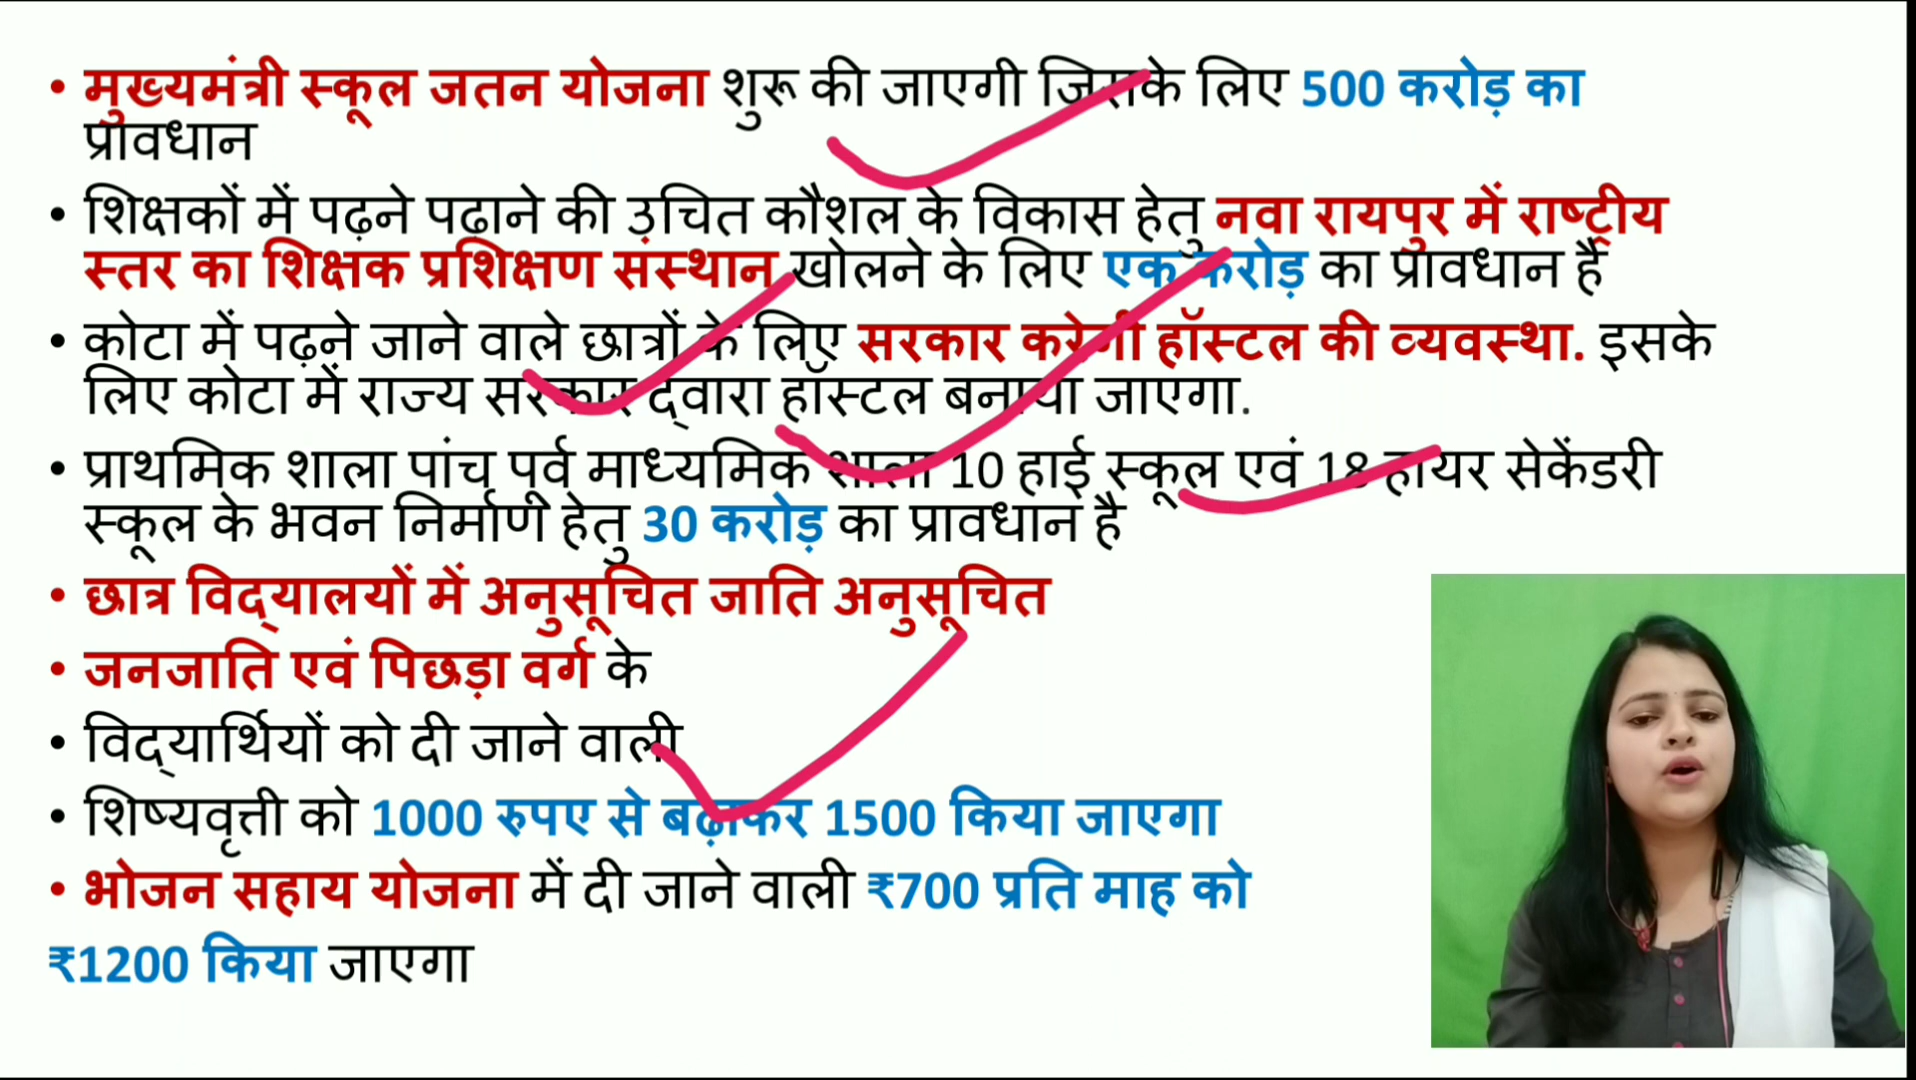 • मुख्यमंत्री स्कूल जतन योजना शुरू की जाएगी जिसके लिए 500 करोड़ का
प्रावधान
• शिक्षकों में पढ़ने पढ़ाने की उचित कौशल के विकास हेतु नवा रायपुर में राष्ट्रीय
स्तर का शिक्षक प्रशिक्षण संस्थान खोलने के लिए एक करोड़ का प्रावधान है
• कोटा में पढ़ने जाने वाले छात्रों के लिए सरकार करेगी हॉस्टल की व्यवस्था. इसके
लिए कोटा में राज्य सरकार द्वारा हॉस्टल बनाया जाएगा.
• प्राथमिक शाला पांच पूर्व माध्यमिक शाला 10 हाई स्कूल एवं 18 हायर सेकेंडरी
स्कूल के भवन निर्माण हेतु 30 करोड़ का प्रावधान है
• छात्र विद्यालयों में अनुसूचित जाति अनुसूचित
• जनजाति एवं पिछड़ा वर्ग के
• विद्यार्थियों को दी जाने वाली
• शिष्यवृत्ती को 1000 रुपए से बढ़ाकर 1500 किया जाएगा
• भोजन सहाय योजना में दी जाने वाली ₹700 प्रति माह को
₹1200 किया जाएगा